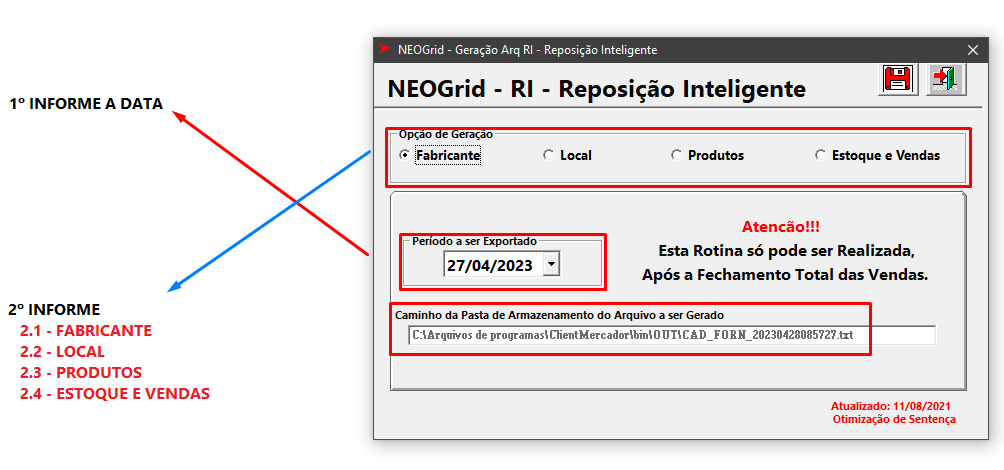 1º INFORME A DATA
2º INFORME
2.1 - FABRICANTE
2.2 - LOCAL
2.3 - PRODUTOS
2.4 - ESTOQUE E VENDAS
NEOGrid - Geração Arq RI - Reposição Inteligente
NEOGrid - RI - Reposição Inteligente
Opção de Geração
Fabricante Local Produtos Estoque e Vendas
Período a ser Exportado
27/04/2023
Atencão!!!
Esta Rotina só pode ser Realizada,
Após a Fechamento Total das Vendas.
Caminho da Pasta de Armazenamento do Arquivo a ser Gerado
C:\Arquivos de programas\ClientMercador\bin\OUT\CAD_FORN_20230428085727.txt
Atualizado: 11/08/2021
Otimização de Sentença